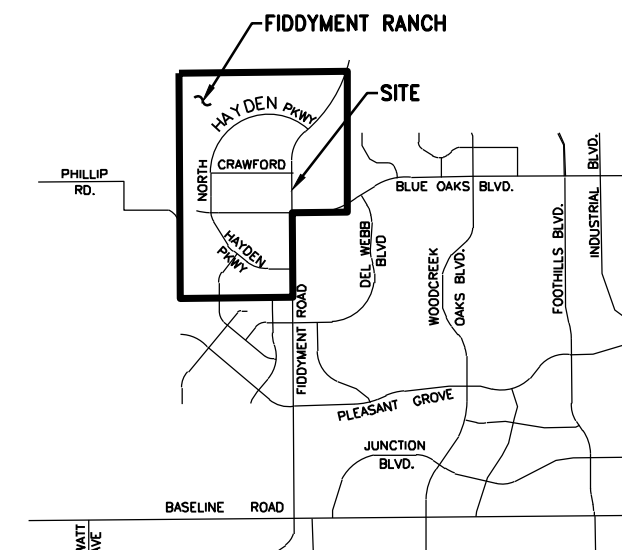 FIDDYMENT RANCH
SITE
HAYDEN PKWY
NORTH
CRAWFORD
PHILLIP
RD.
BLUE OAKS BLVD.
HAYDEN
PKWY
DEL WEBB
BLVD
WOODCREEK
OAKS BLVD.
FOOTHILLS BLVD.
INDUSTRIAL BLVD.
FIDDYMENT ROAD
PLEASANT GROVE
JUNCTION
BLVD.
BASELINE ROAD
WATT
AVE